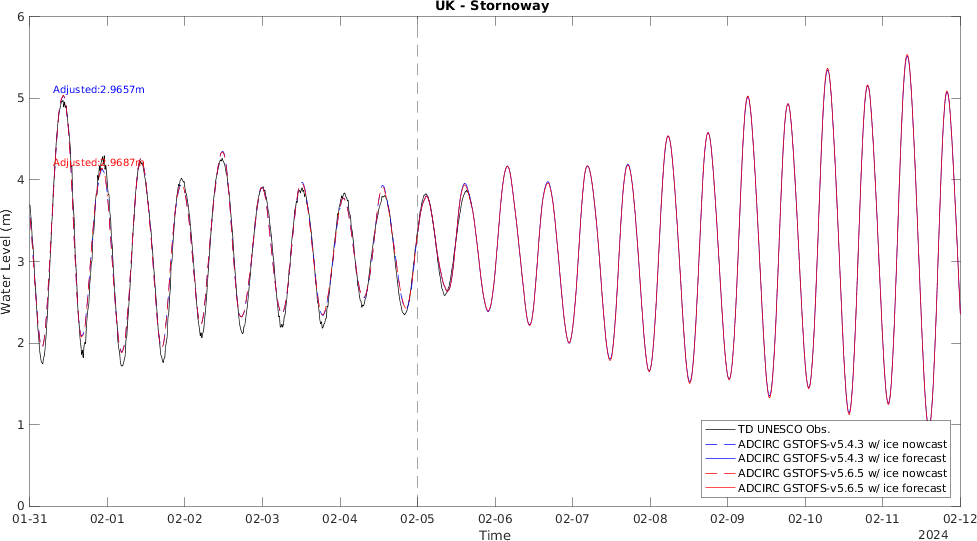 UK - Stornoway
6
5
4
3
2
1
0
Water Level (m)
Adjusted:2.9657m
Adjusted:2.9687m
TD UNESCO Obs.
ADCIRC GSTOFS-v5.4.3 w/ ice nowcast
ADCIRC GSTOFS-v5.4.3 w/ ice forecast
ADCIRC GSTOFS-v5.6.5 w/ ice nowcast
ADCIRC GSTOFS-v5.6.5 w/ ice forecast
01-31 02-01 02-02 02-03 02-04 02-05 02-06 02-07 02-08 02-09 02-10 02-11 02-12
Time
2024